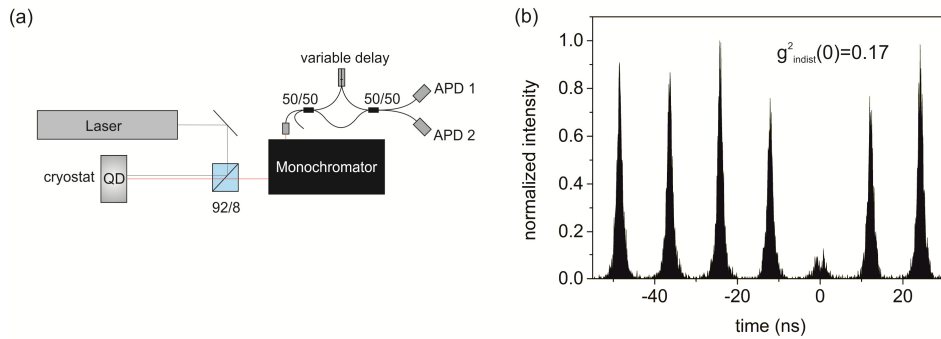 (a)
variable delay
50/50
50/50
APD 1
APD 2
Laser
Monochromator
cryostat
QD
92/8
(b)
g²indist(0)=0.17
normalized intensity
1.0
0.8
0.6
0.4
0.2
0.0
-40
-20
0
20
time (ns)